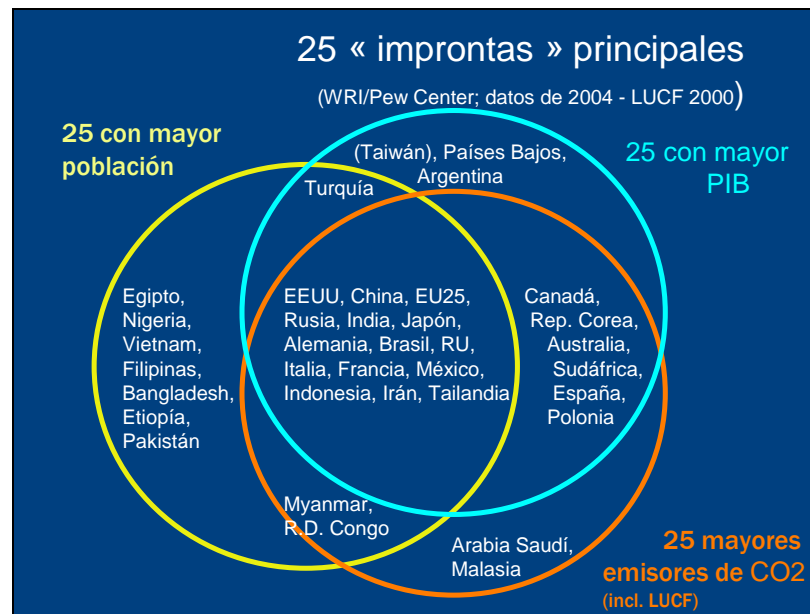 25 « improntas » principales
(WRI/Pew Center; datos de 2004 - LUCF 2000)
25 con mayor
población
(Taiwán), Países Bajos,
Argentina
25 con mayor
PIB
Turquía
Egipto,
Nigeria,
Vietnam,
Filipinas,
Bangladesh,
Etiopía,
Pakistán
EEUU, China, EU25,
Rusia, India, Japón,
Alemania, Brasil, RU,
Italia, Francia, México,
Indonesia, Irán, Tailandia
Canadá,
Rep. Corea,
Australia,
Sudáfrica,
España,
Polonia
Myanmar,
R.D. Congo
Arabia Saudí,
Malasia
25 mayores
emisores de CO2
(incl. LUCF)